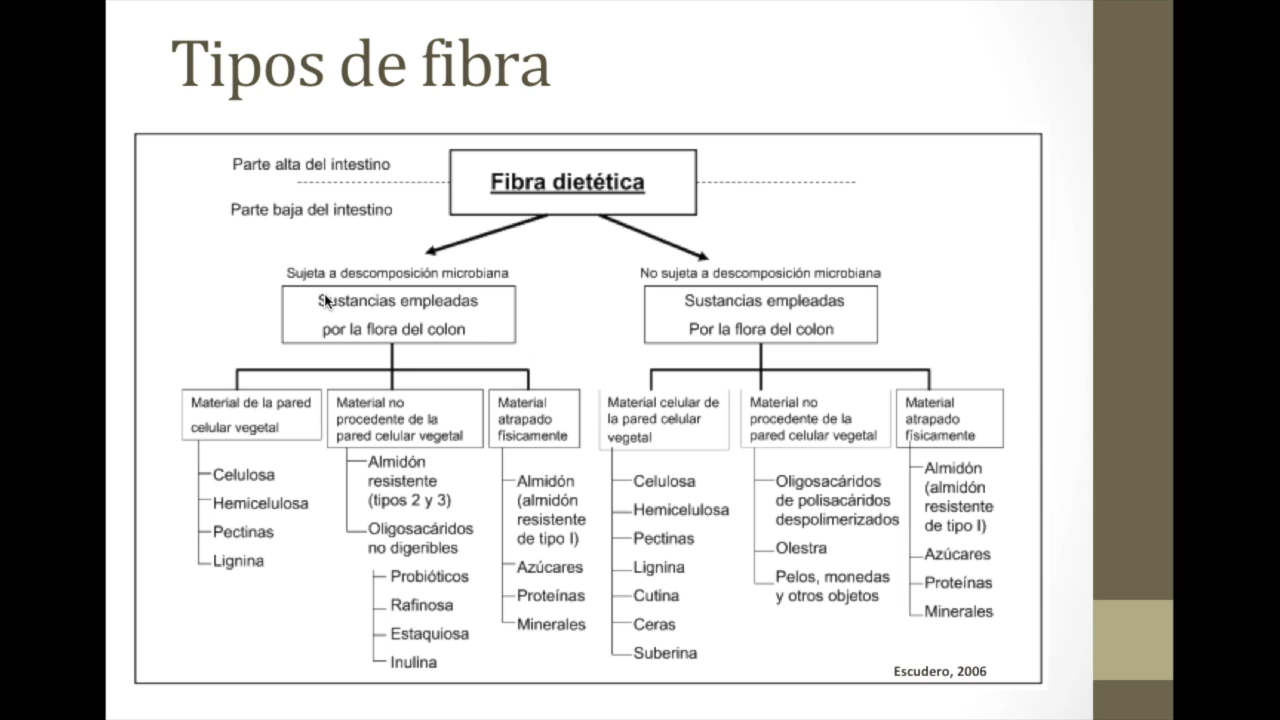 Tipos de fibra
Parte alta del intestino
Fibra dietética
Parte baja del intestino
Sujeta a descomposición microbiana
Sustancias empleadas
por la flora del colon
No sujeta a descomposición microbiana
Sustancias empleadas
Por la flora del colon
Material de la pared
celular vegetal
Celulosa
Hemicelulosa
Pectinas
Lignina
Material no
procedente de la
pared celular vegetal
Almidón
resistente
(tipos 2 y 3)
Oligosacáridos
no digeribles
Probióticos
Rafinosa
Estaquiosa
Inulina
Material
atrapado
físicamente
Almidón
(almidón
resistente
de tipo I)
Azúcares
Proteínas
Minerales
Material celular de
la pared celular
vegetal
Celulosa
Hemicelulosa
Pectinas
Lignina
Cutina
Ceras
Suberina
Material no
procedente de la
pared celular vegetal
Oligosacáridos
de polisacáridos
despolimerizados
Olestra
Pelos, monedas
y otros objetos
Material
atrapado
físicamente
Almidón
(almidón
resistente
de tipo I)
Azúcares
Proteínas
Minerales
Escudero, 2006